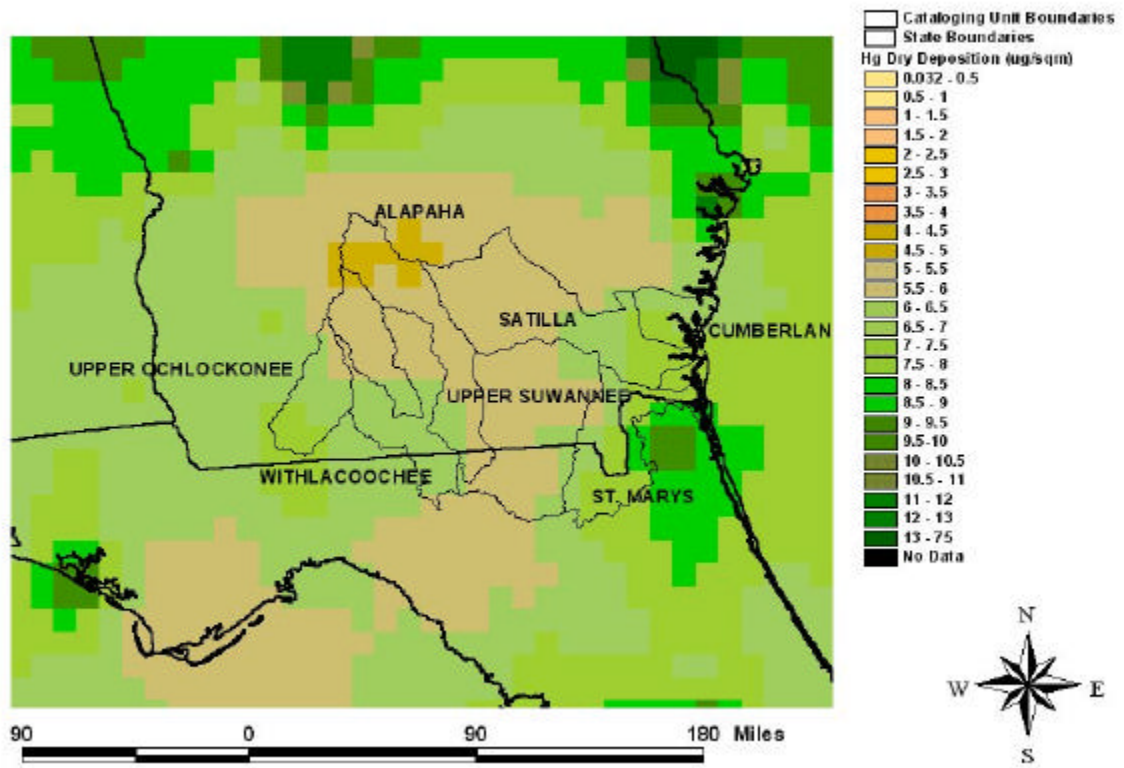 Cataloging Unit Boundaries
State Boundaries
Hg Dry Deposition (ug/sqm)
0.032 - 0.5
0.5 - 1
1 - 1.5
1.5 - 2
2 - 2.5
2.5 - 3
3 - 3.5
3.5 - 4
4 - 4.5
4.5 - 5
5 - 5.5
5.5 - 6
6 - 6.5
6.5 - 7
7 - 7.5
7.5 - 8
8 - 8.5
8.5 - 9
9 - 9.5
9.5-10
10 - 10.5
10.5 - 11
11 - 12
12 - 13
13 - 75
No Data
ALAPAHA
SATILLA
CUMBERLAN
UPPER OCHLOCKONEE
UPPER SUWANNEE
WITHLACOOCHEE
ST. MARYS
N
W E
S
90 0 90 180 Miles